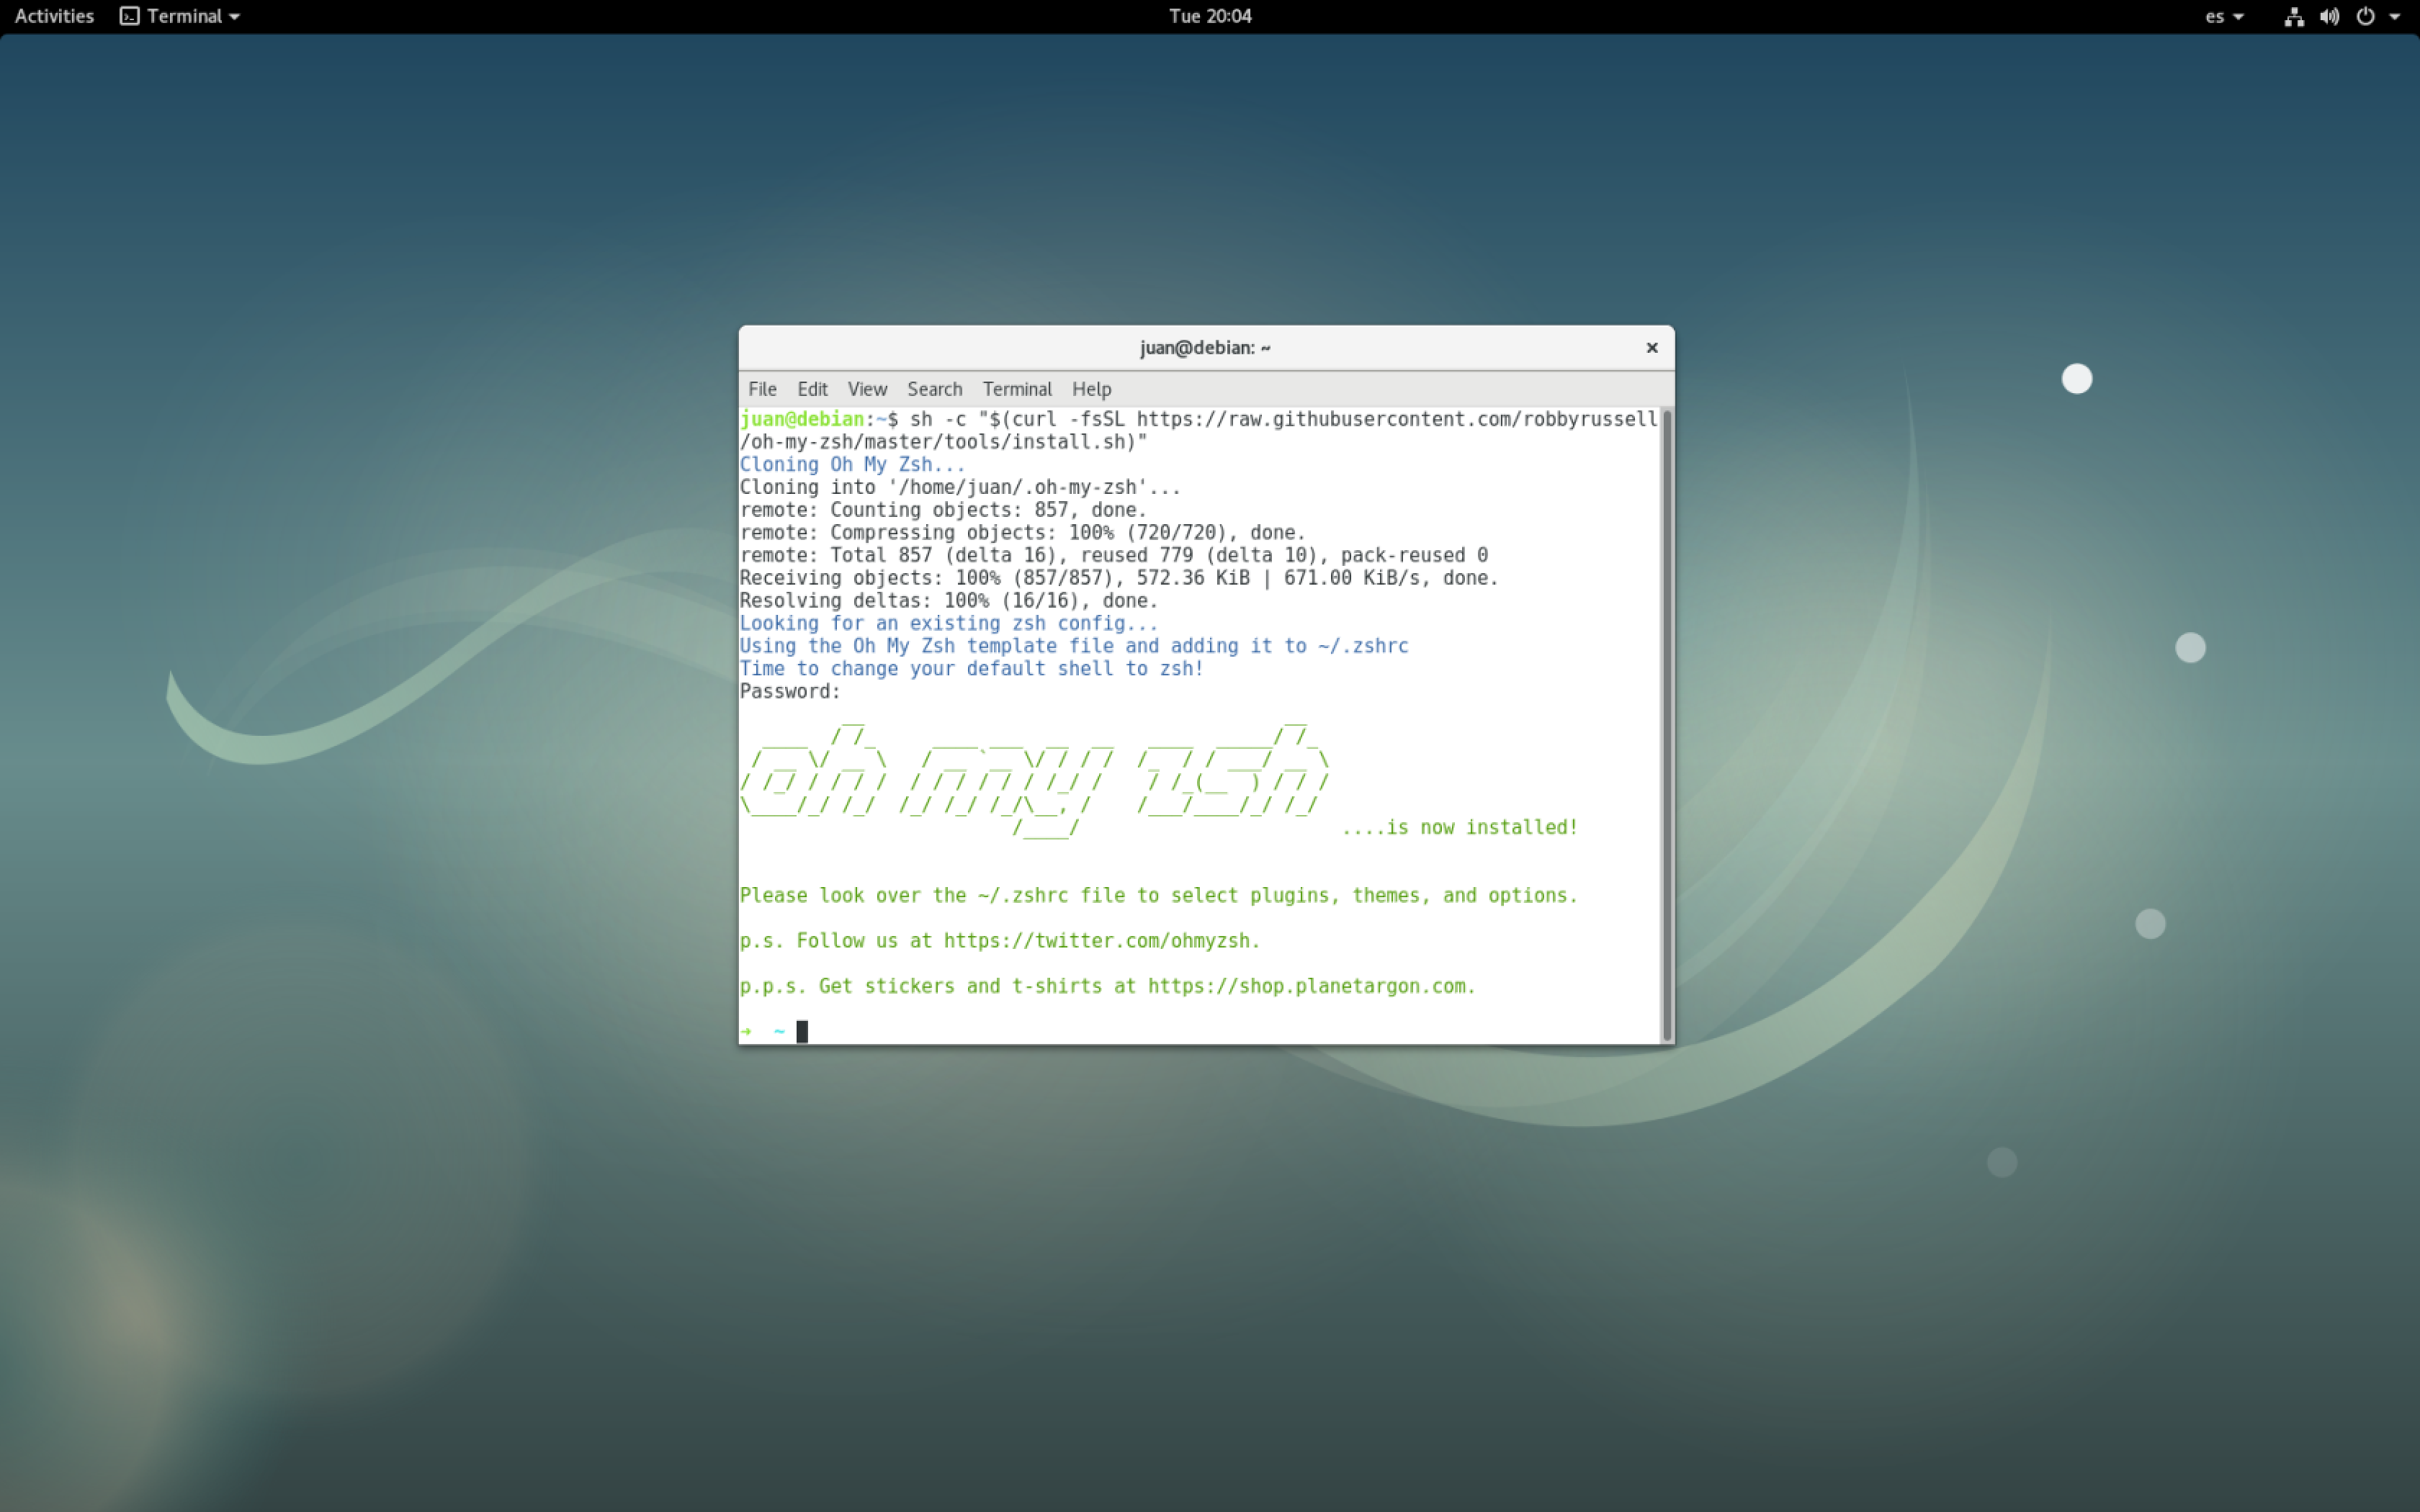 Activities Terminal Tue 20:04 es
juan@debian: ~
File Edit View Search Terminal Help
juan@debian:~$ sh -c "$(curl -fsSL https://raw.githubusercontent.com/robbyrussell
/oh-my-zsh/master/tools/install.sh)"
Cloning Oh My Zsh...
Cloning into '/home/juan/.oh-my-zsh'...
remote: Counting objects: 857, done.
remote: Compressing objects: 100% (720/720), done.
remote: Total 857 (delta 16), reused 779 (delta 10), pack-reused 0
Receiving objects: 100% (857/857), 572.36 KiB | 671.00 KiB/s, done.
Resolving deltas: 100% (16/16), done.
Looking for an existing zsh config...
Using the Oh My Zsh template file and adding it to ~/.zshrc
Time to change your default shell to zsh!
Password:
oh my zsh
....is now installed!
Please look over the ~/.zshrc file to select plugins, themes, and options.
p.s. Follow us at https://twitter.com/ohmyzsh.
p.p.s. Get stickers and t-shirts at https://shop.planetargon.com.
➜ ~